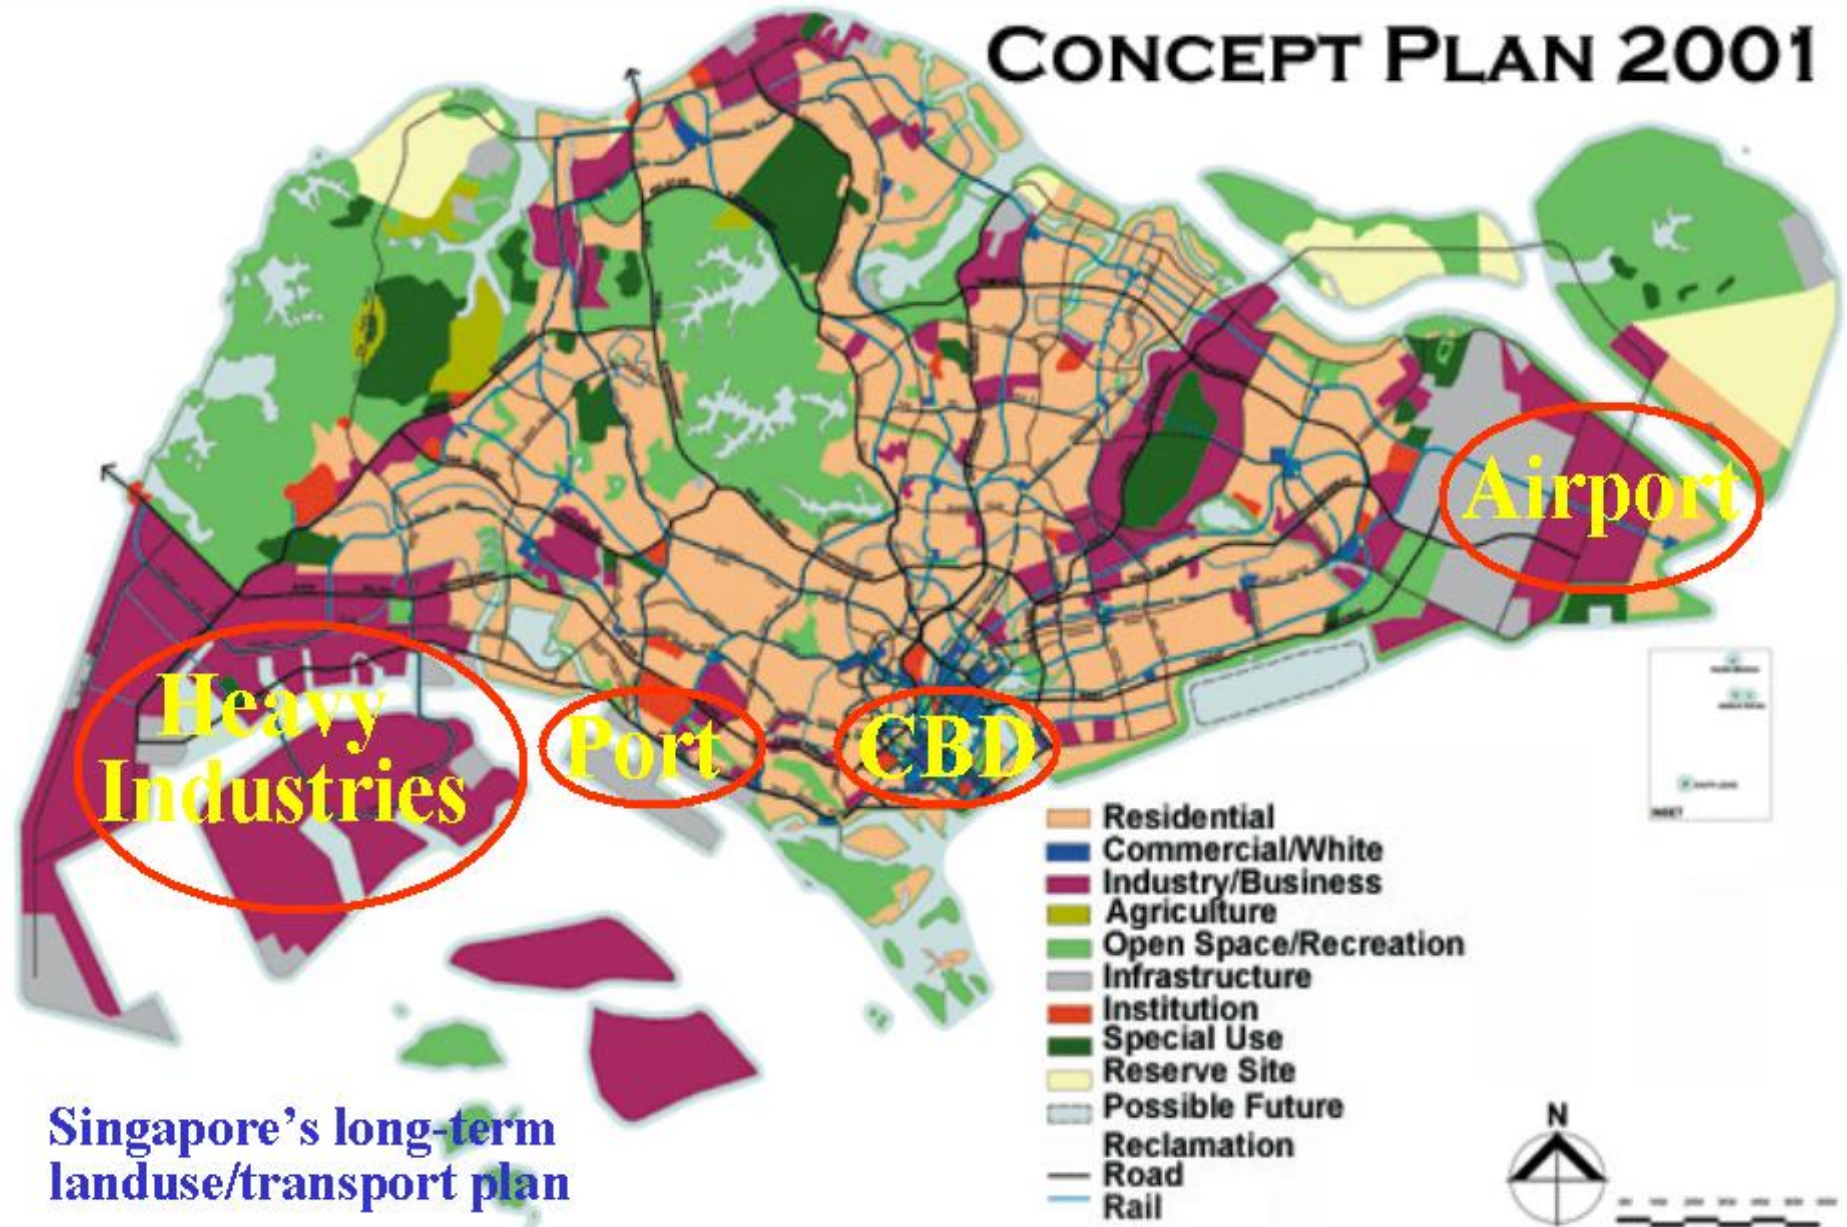 CONCEPT PLAN 2001
Airport
Heavy
Industries
Port
CBD
Residential
Commercial/White
Industry/Business
Agriculture
Open Space/Recreation
Infrastructure
Institution
Special Use
Reserve Site
Possible Future
Reclamation
Road
Rail
INSET
N
Singapore's long-term
landuse/transport plan